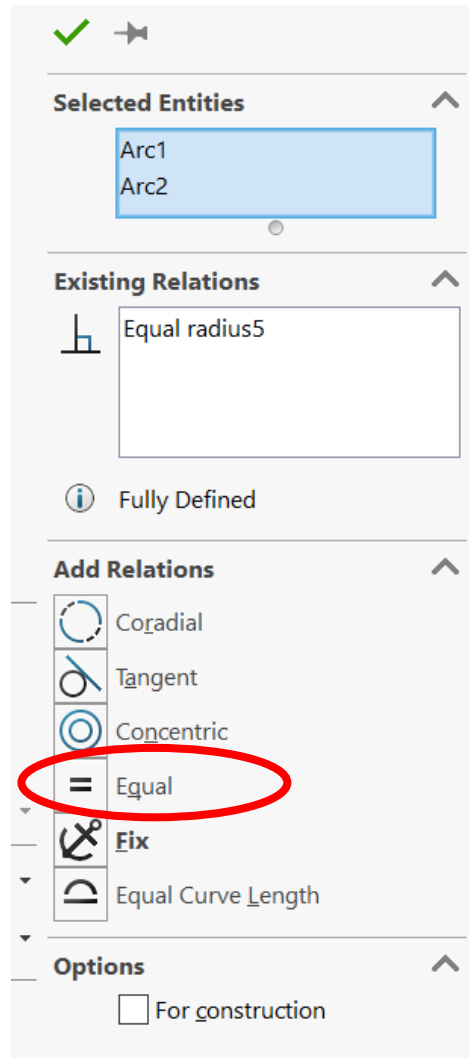 Selected Entities
Arc1
Arc2
Existing Relations
Equal radius5
Fully Defined
Add Relations
Coradial
Tangent
Concentric
= Equal
Fix
Equal Curve Length
Options
For construction